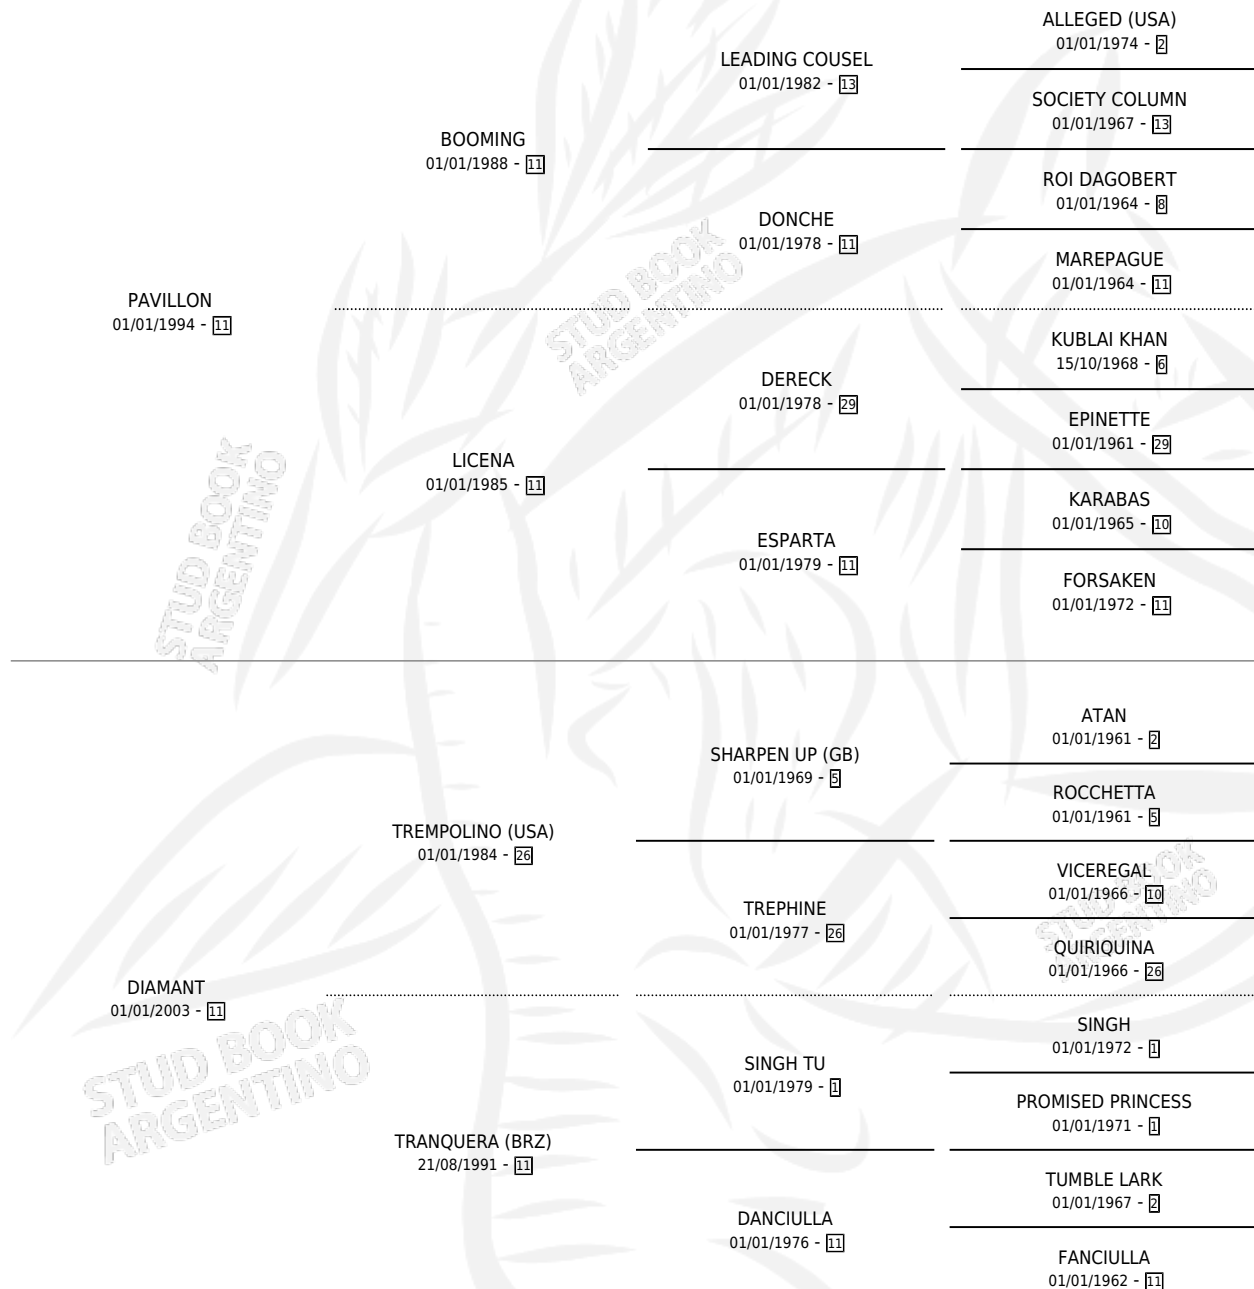 ALLEGED (USA)
01/01/1974 - 2
LEADING COUSEL
01/01/1982 - 13
SOCIETY COLUMN
01/01/1967 - 13
BOOMING
01/01/1988 - 11
ROI DAGOBERT
01/01/1964 - 8
DONCHE
01/01/1978 - 11
MAREPAGUE
01/01/1964 - 11
PAVILLON
01/01/1994 - 11
STUD BOOK
ARGENTINO
KUBLAI KHAN
15/10/1968 - 6
DERECK
01/01/1978 - 29
EPINETTE
01/01/1961 - 29
LICENA
01/01/1985 - 11
KARABAS
01/01/1965 - 10
ESPARTA
01/01/1979 - 11
FORSAKEN
01/01/1972 - 11
STUD BOOK
ARGENTINO
ATAN
01/01/1961 - 2
SHARPEN UP (GB)
01/01/1969 - 5
ROCCHETTA
01/01/1961 - 5
TREMPOLINO (USA)
01/01/1984 - 26
VICEREGAL
01/01/1966 - 10
TREPHINE
01/01/1977 - 26
QUIRIQUINA
01/01/1966 - 26
STUD BOOK
ARGENTINO
DIAMANT
01/01/2003 - 11
SINGH
01/01/1972 - 1
SINGH TU
01/01/1979 - 1
PROMISED PRINCESS
01/01/1971 - 1
STUD BOOK
ARGENTINO
TRANQUERA (BRZ)
21/08/1991 - 11
TUMBLE LARK
01/01/1967 - 2
DANCIULLA
01/01/1976 - 11
FANCIULLA
01/01/1962 - 11